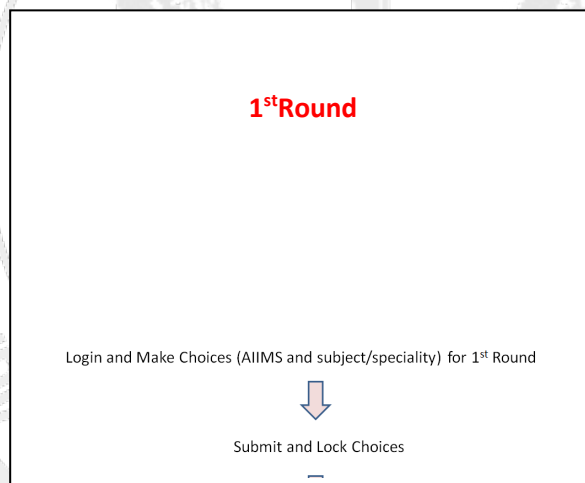 1stRound
Login and Make Choices (AIIMS and subject/speciality) for 1st Round
Submit and Lock Choices